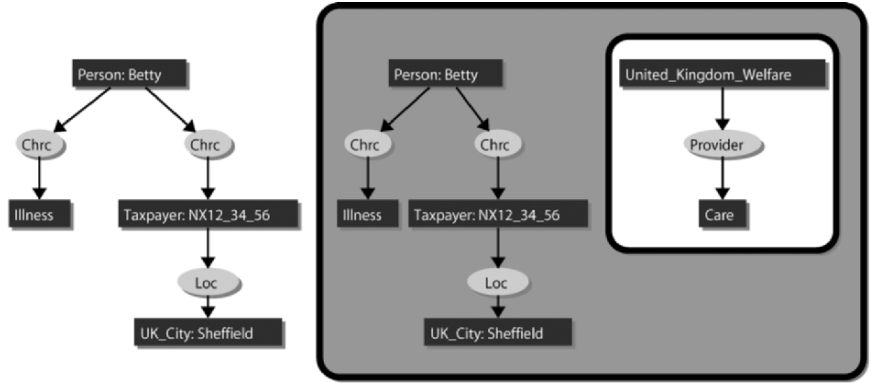 Person: Betty
Chrc
Chrc
Illness
Taxpayer: NX12_34_56
Loc
UK_City: Sheffield
Person: Betty
Chrc
Chrc
Illness
Taxpayer: NX12_34_56
Loc
UK_City: Sheffield
United_Kingdom_Welfare
Provider
Care